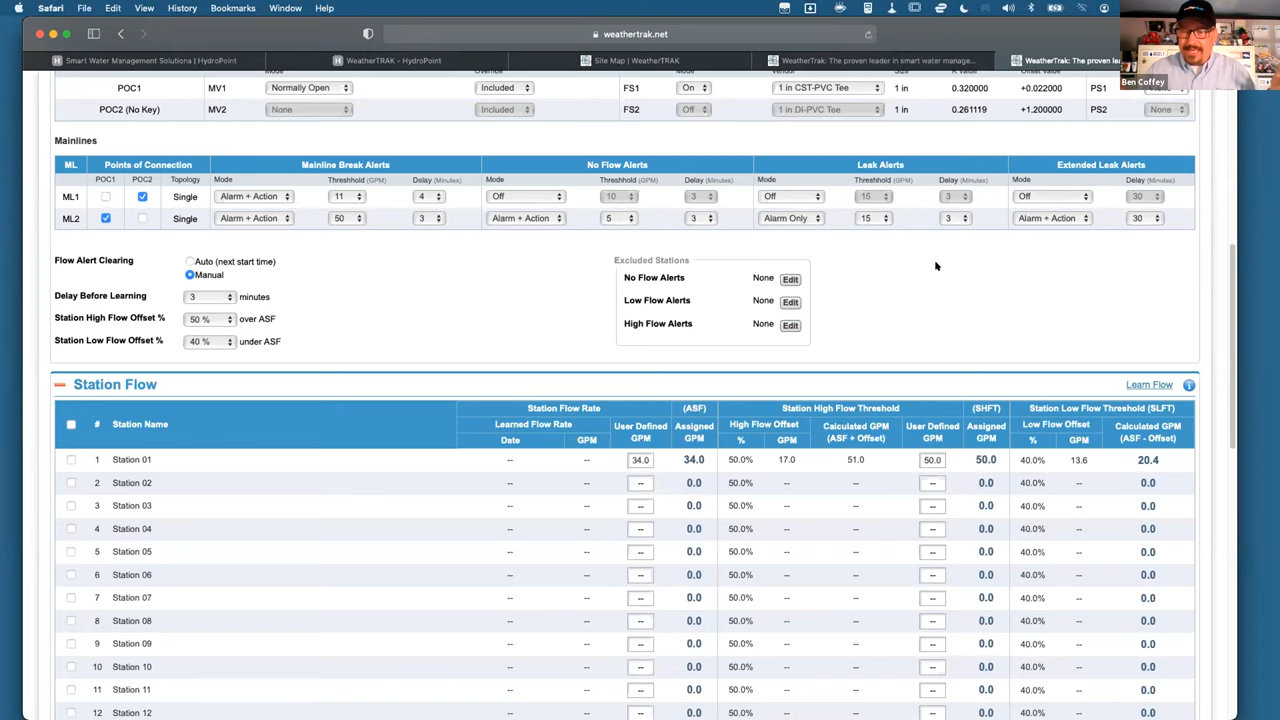 Safari File Edit View History Bookmarks Window Help
weathertrak.net
Smart Water Management Solutions | HydroPoint WeatherTRAK - HydroPoint Site Map | WeatherTRAK WeatherTrak: The proven leader in smart water manage... WeatherTrak: The proven lea
Ben Coffey
POC1 MV1 Normally Open Included FS1 On 1 in CST-PVC Tee 1 in 0.320000 +0.022000 PS1
POC2 (No Key) MV2 None Included FS2 Off 1 in DI-PVC Tee 1 in 0.261119 +1.200000 PS2 None
Mainlines
ML Points of Connection Mainline Break Alerts No Flow Alerts Leak Alerts Extended Leak Alerts
POC1 POC2 Topology Mode Threshhold (GPM) Delay (Minutes) Mode Threshhold (GPM) Delay (Minutes) Mode Threshhold (GPM) Delay (Minutes) Mode Delay (Minutes)
ML1 Single Alarm + Action 11 4 Off 10 3 Off 15 3 Off 30
ML2 Single Alarm + Action 50 3 Alarm + Action 5 3 Alarm Only 15 3 Alarm + Action 30
Flow Alert Clearing Auto (next start time)
Manual
Delay Before Learning 3 minutes
Station High Flow Offset % 50 % over ASF
Station Low Flow Offset % 40 % under ASF
Excluded Stations
No Flow Alerts None Edit
Low Flow Alerts None Edit
High Flow Alerts None Edit
Station Flow Learn Flow
Station Flow Rate (ASF) Station High Flow Threshold (SHFT) Station Low Flow Threshold (SLFT)
# Station Name Learned Flow Rate User Defined Assigned High Flow Offset Calculated GPM User Defined Assigned Low Flow Offset Calculated GPM
Date GPM GPM GPM % GPM (ASF + Offset) GPM GPM % GPM (ASF - Offset)
1 Station 01 -- -- 34.0 34.0 50.0% 17.0 51.0 50.0 50.0 40.0% 13.6 20.4
2 Station 02 -- -- -- 0.0 50.0% -- -- -- 0.0 40.0% -- 0.0
3 Station 03 -- -- -- 0.0 50.0% -- -- -- 0.0 40.0% -- 0.0
4 Station 04 -- -- -- 0.0 50.0% -- -- -- 0.0 40.0% -- 0.0
5 Station 05 -- -- -- 0.0 50.0% -- -- -- 0.0 40.0% -- 0.0
6 Station 06 -- -- -- 0.0 50.0% -- -- -- 0.0 40.0% -- 0.0
7 Station 07 -- -- -- 0.0 50.0% -- -- -- 0.0 40.0% -- 0.0
8 Station 08 -- -- -- 0.0 50.0% -- -- -- 0.0 40.0% -- 0.0
9 Station 09 -- -- -- 0.0 50.0% -- -- -- 0.0 40.0% -- 0.0
10 Station 10 -- -- -- 0.0 50.0% -- -- -- 0.0 40.0% -- 0.0
11 Station 11 -- -- -- 0.0 50.0% -- -- -- 0.0 40.0% -- 0.0
12 Station 12 -- -- -- 0.0 50.0% -- -- -- 0.0 40.0% -- 0.0